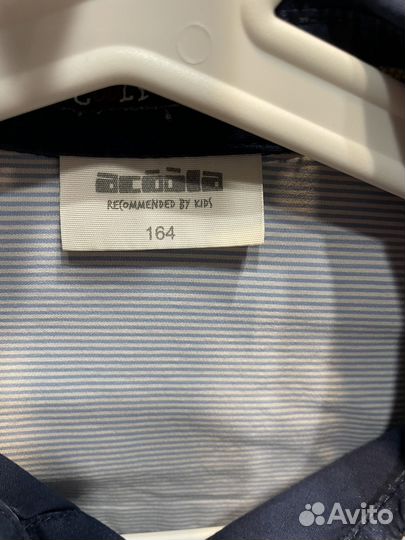 acoola
RECOMMENDED BY KIDS
164
Avito